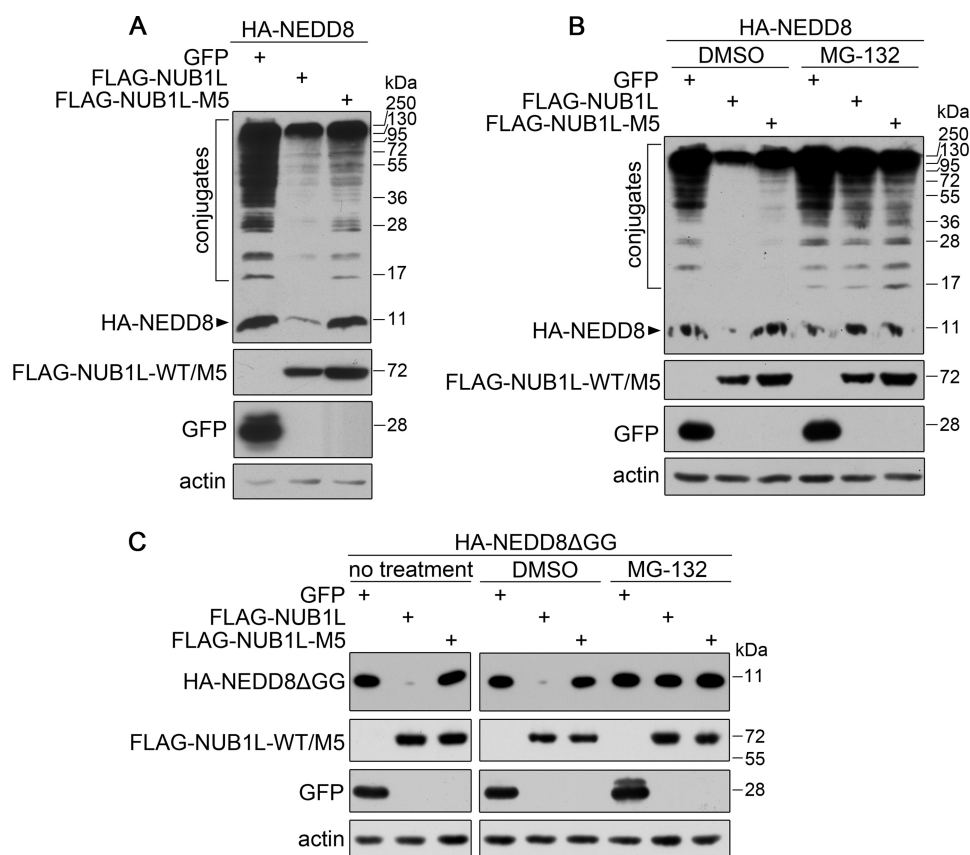 A
HA-NEDD8
GFP +
FLAG-NUB1L +
FLAG-NUB1L-M5 +
kDa
250
130
95
72
55
36
28
17
11
conjugates
HA-NEDD8
FLAG-NUB1L-WT/M5
72
GFP
28
actin
B
HA-NEDD8
DMSO MG-132
GFP + +
FLAG-NUB1L + +
FLAG-NUB1L-M5 + +
kDa
250
130
95
72
55
36
28
17
11
conjugates
HA-NEDD8
FLAG-NUB1L-WT/M5
72
GFP
28
actin
C
HA-NEDD8ΔGG
no treatment DMSO MG-132
GFP + + +
FLAG-NUB1L + + +
FLAG-NUB1L-M5 + + +
kDa
HA-NEDD8ΔGG
11
FLAG-NUB1L-WT/M5
72
55
GFP
28
actin